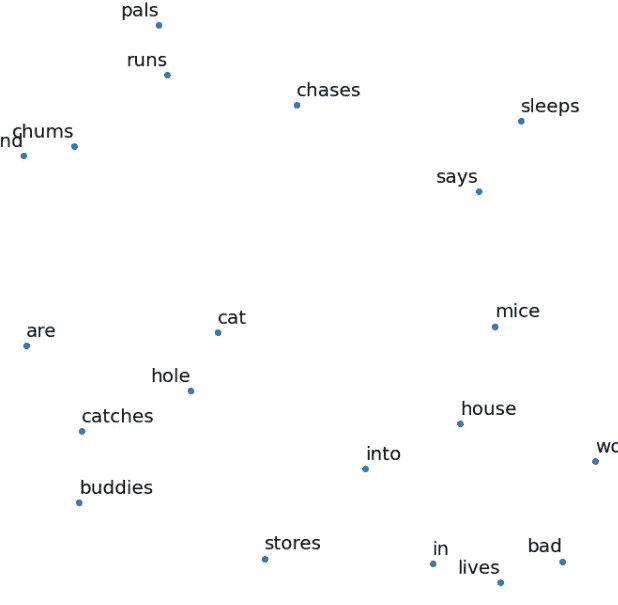 pals
runs
chases
sleeps
chums
nd
says
cat
mice
are
hole
house
catches
wo
into
buddies
stores
in
bad
lives